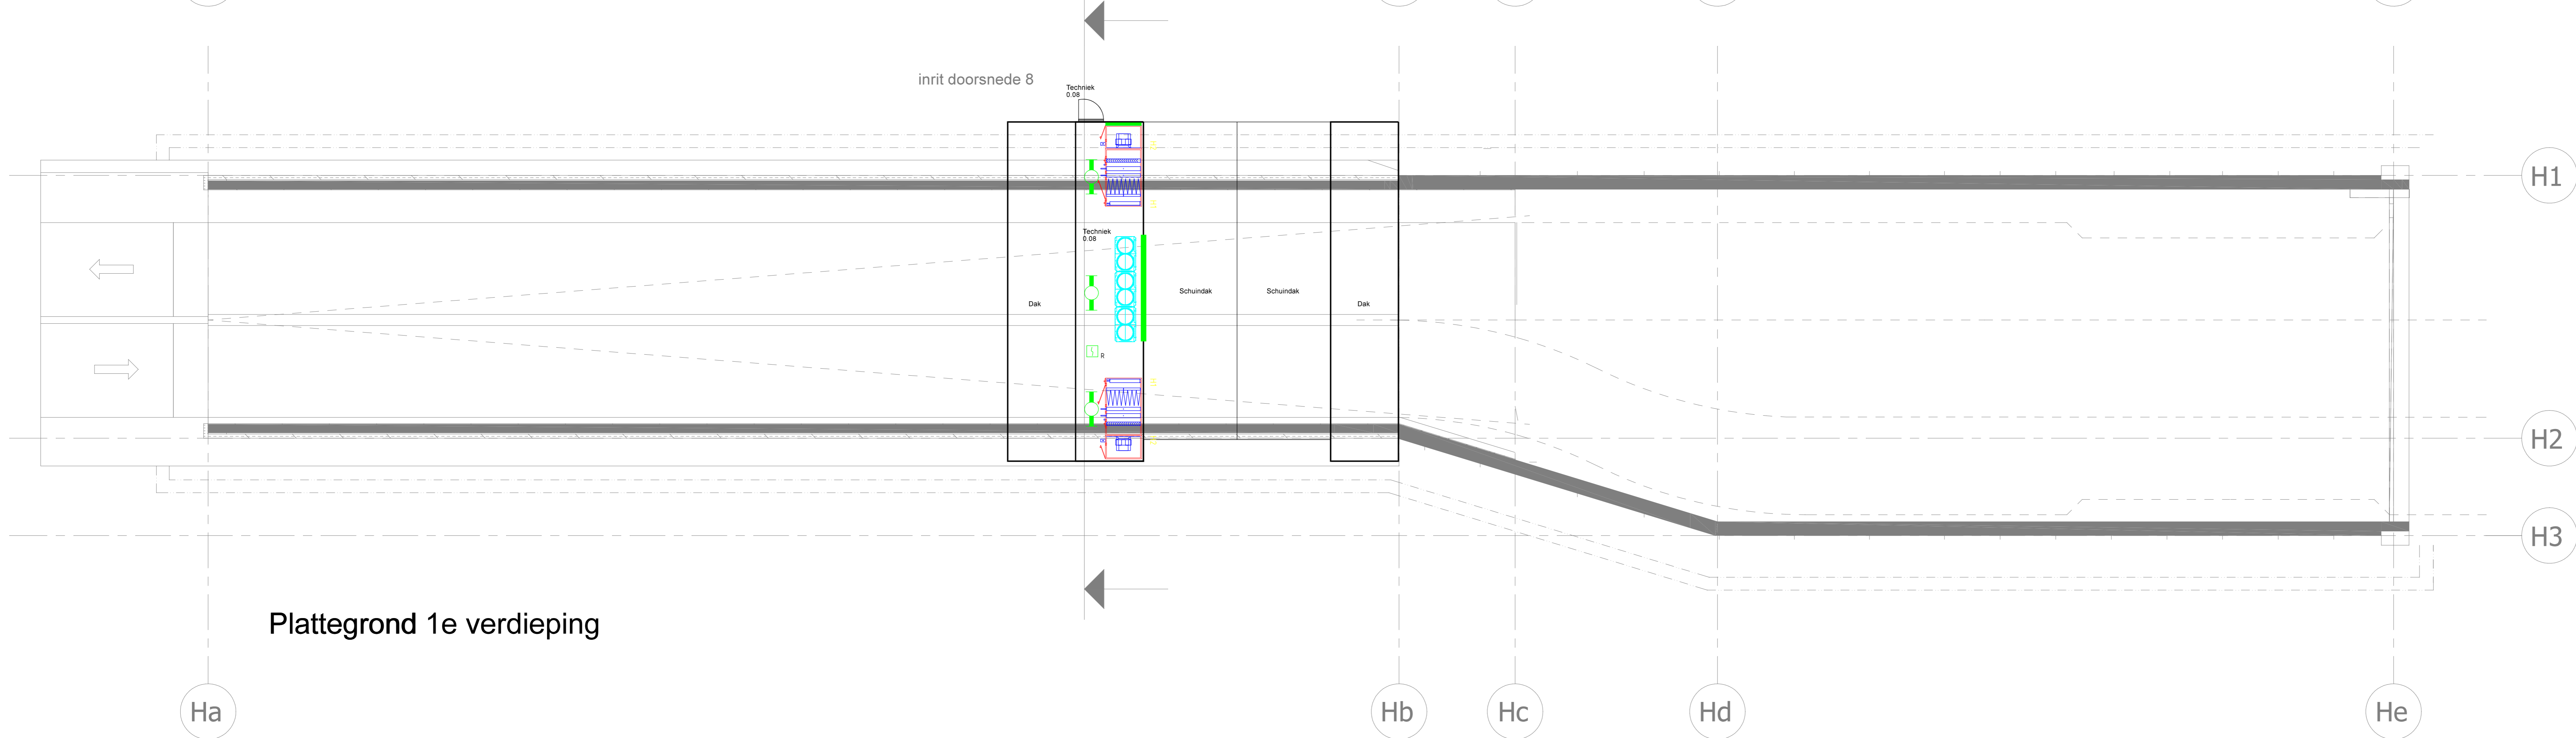 inrit doorsnede 8
Techniek
0.08
H1
Techniek
0.08
Dak
Schuindak
Schuindak
Dak
R
H2
H3
Plattegrond 1e verdieping
Ha
Hb
Hc
Hd
He